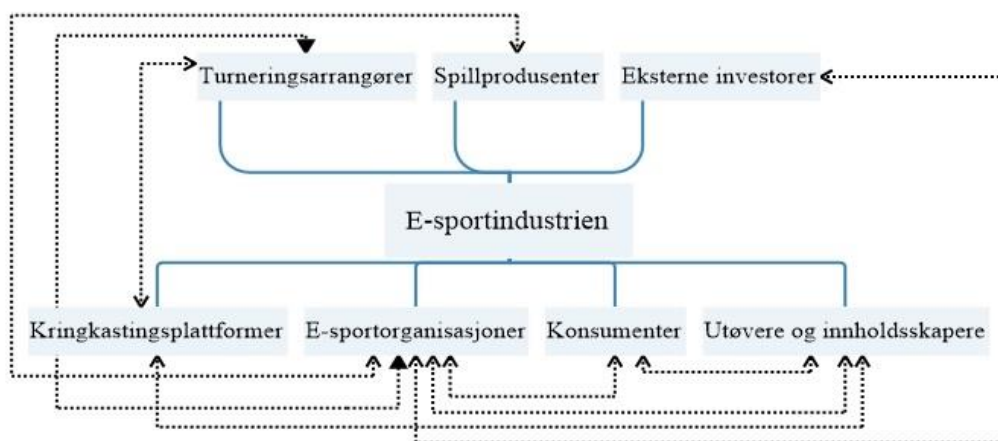 Turneringsarrangører
Spillprodusenter
Eksterne investorer
E-sportindustrien
Kringkastingsplattformer
E-sportorganisasjoner
Konsumenter
Utøvere og innholdsskapere